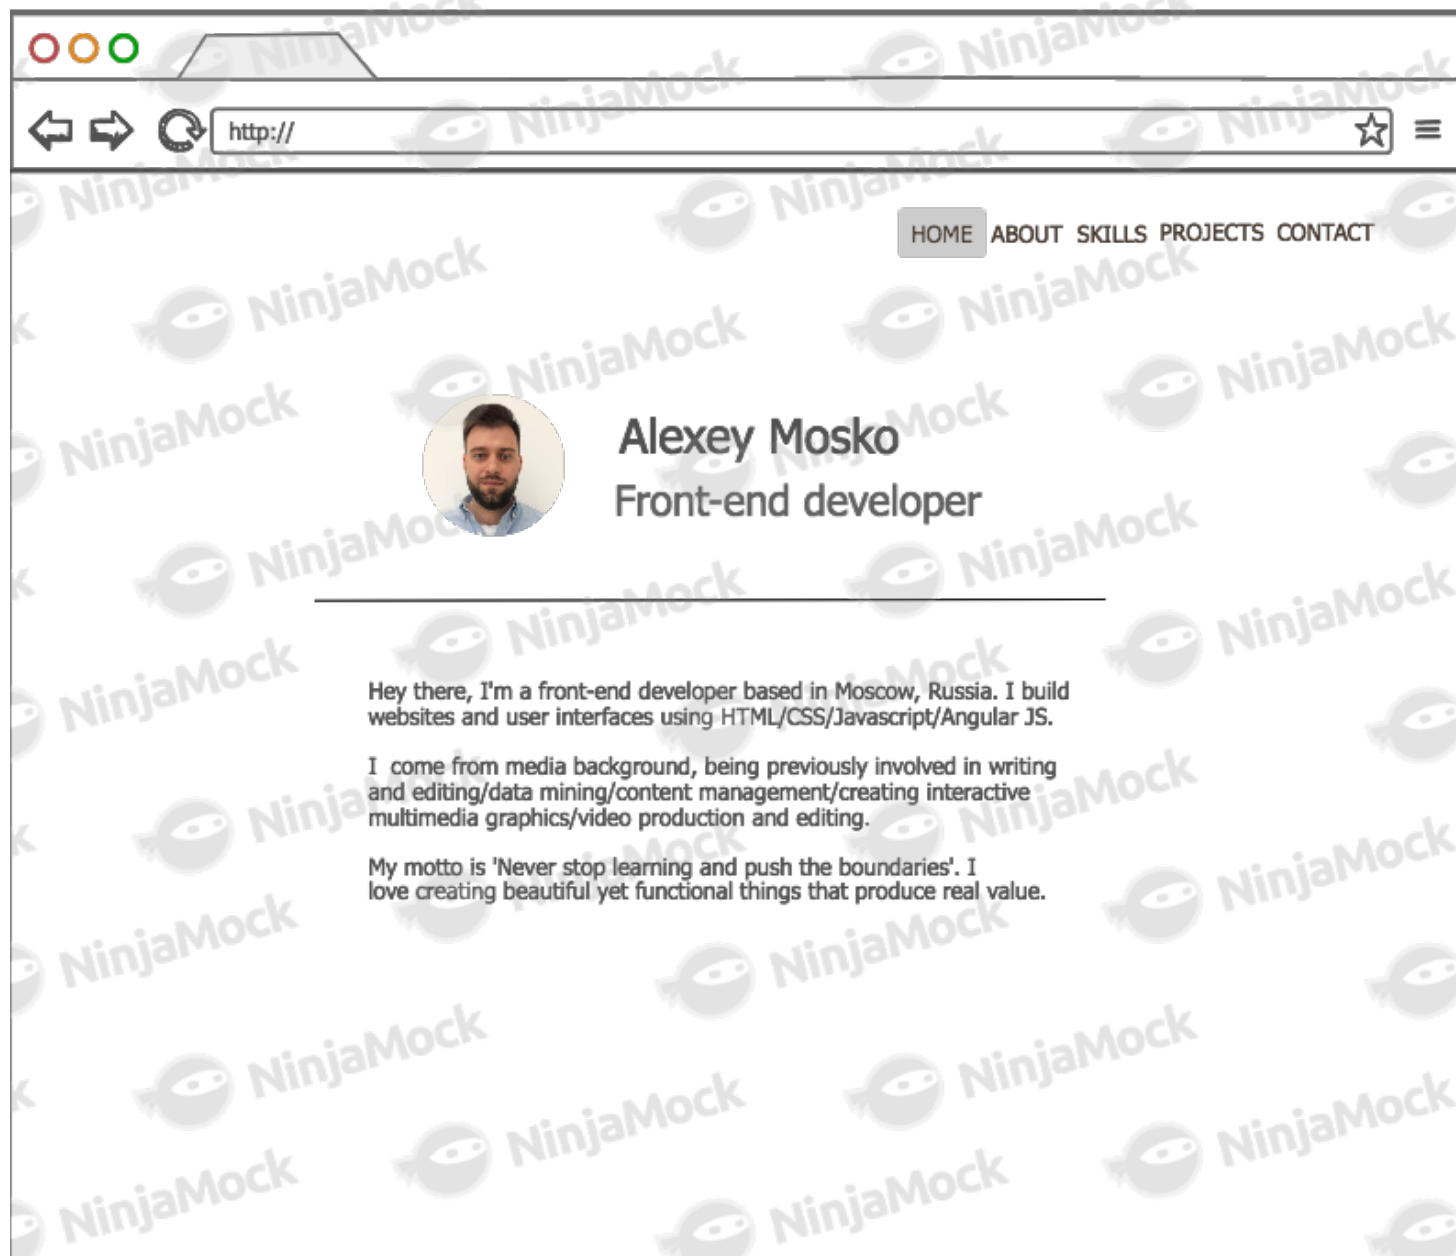 http://
HOME ABOUT SKILLS PROJECTS CONTACT
Alexey Mosko
Front-end developer
Hey there, I'm a front-end developer based in Moscow, Russia. I build
websites and user interfaces using HTML/CSS/Javascript/Angular JS.
I come from media background, being previously involved in writing
and editing/data mining/content management/creating interactive
multimedia graphics/video production and editing.
My motto is 'Never stop learning and push the boundaries'. I
love creating beautiful yet functional things that produce real value.
NinjaMock